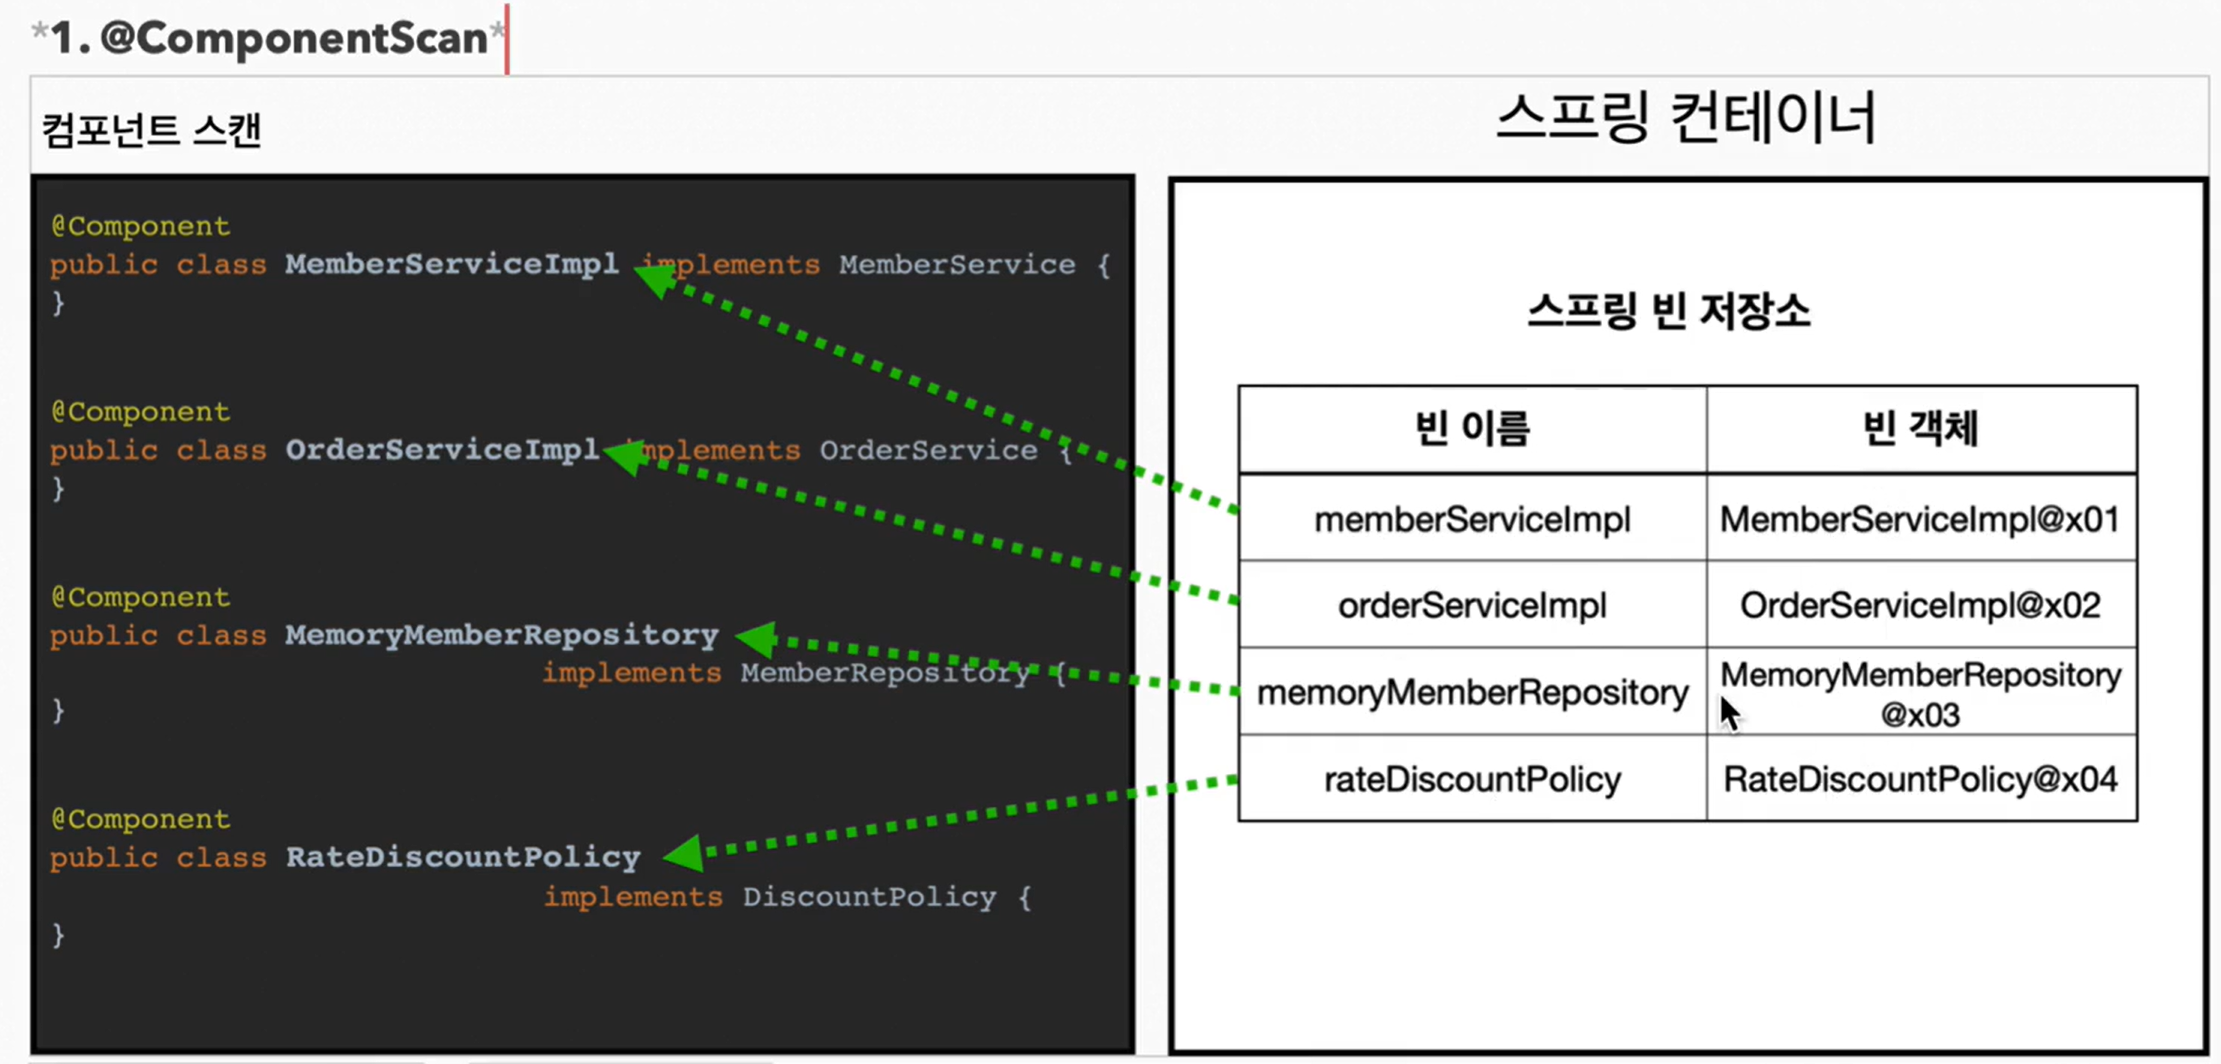 *1. @ComponentScan*
컴포넌트 스캔
스프링 컨테이너
@Component
public class MemberServiceImpl implements MemberService {
}
@Component
public class OrderServiceImpl implements OrderService {
}
@Component
public class MemoryMemberRepository
implements MemberRepository {
}
@Component
public class RateDiscountPolicy
implements DiscountPolicy {
}
스프링 빈 저장소
빈 이름 빈 객체
memberServiceImpl MemberServiceImpl@x01
orderServiceImpl OrderServiceImpl@x02
memoryMemberRepository MemoryMemberRepository
@x03
rateDiscountPolicy RateDiscountPolicy@x04